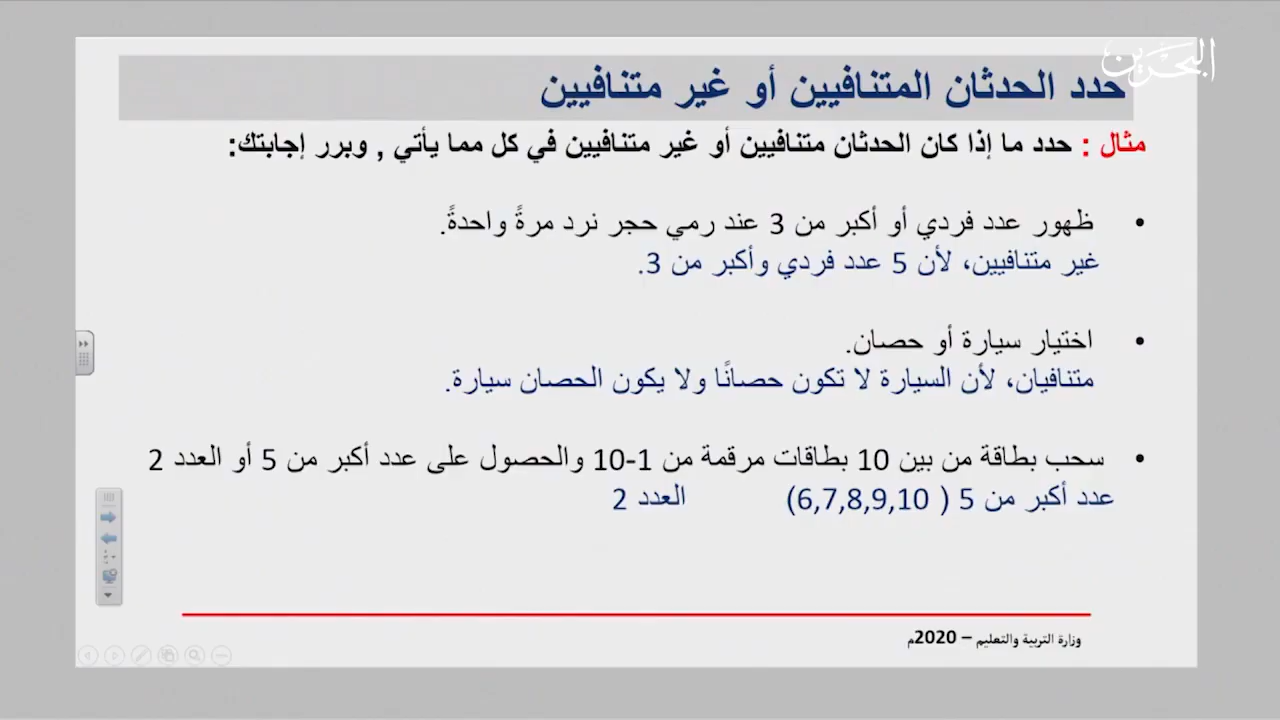 البحرين
حدد الحدثان المتنافيين أو غير متنافيين
مثال : حدد ما إذا كان الحدثان متنافيين أو غير متنافيين في كل مما يأتي , وبرر إجابتك:
• ظهور عدد فردي أو أكبر من 3 عند رمي حجر نرد مرةً واحدةً.
غير متنافيين، لأن 5 عدد فردي وأكبر من 3.
• اختيار سيارة أو حصان.
متنافيان، لأن السيارة لا تكون حصانًا ولا يكون الحصان سيارة.
• سحب بطاقة من بين 10 بطاقات مرقمة من 1-10 والحصول على عدد أكبر من 5 أو العدد 2
عدد أكبر من 5 ( 6,7,8,9,10) العدد 2
وزارة التربية والتعليم – 2020م